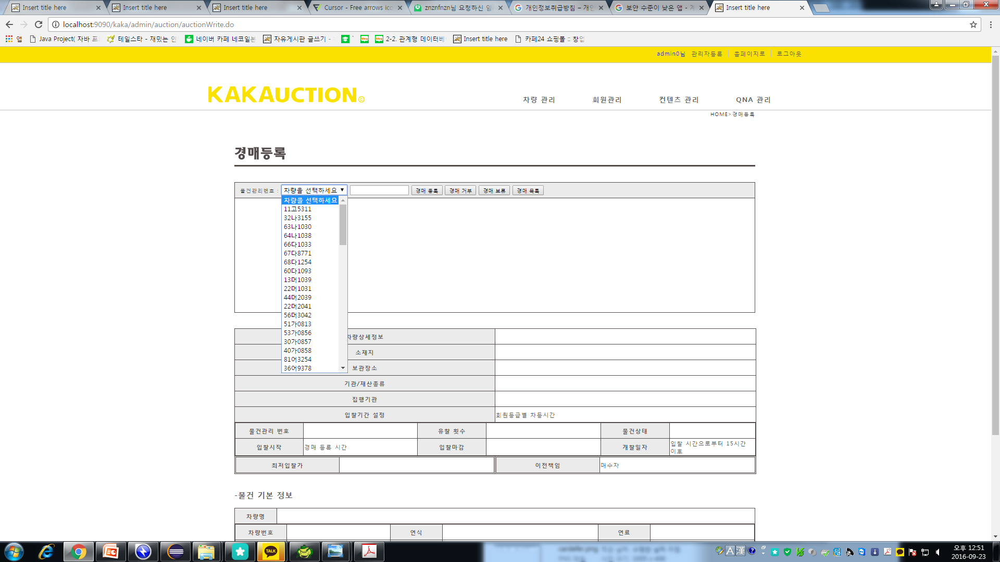 Insert title here
Insert title here
Insert title here
Cursor - Free arrows ico
znznfnzn님 요청하신 임
개인정보취급방침 – 개인
보안 수준이 낮은 앱 - 계
Insert title here
localhost:9090/kaka/admin/auction/auctionWrite.do
앱
Java Project( 자바 프
테일스타 - 재밌는 인
네이버 카페 네코일본
자유게시판 글쓰기 -
blog
blog 2-2. 관계형 데이터베
Insert title here
카페24 쇼핑몰 :: 창업
admin0님 관리자등록 홈페이지로 로그아웃
KAKAUCTION©
차량 관리 회원관리 컨텐츠 관리 QNA 관리
HOME>경매등록
경매등록
물건관리번호 : 차량을 선택하세요 경매 등록 경매 거부 경매 보류 경매 목록
차량을 선택하세요
11고5311
32나3155
63나1030
64나1038
66다1033
67다8771
68다1254
60다1093
13머1039
22머1031
44머2039
22머2041
56머3042
51가0813
53가0856
30가0857
40가0858
81어3254
36어9378
차량상세정보
소재지
보관장소
기관/재산종류
집행기관
입찰기간 설정 회원등급별 차등시간
물건관리 번호 유찰 횟수 물건상태
입찰시작 경매 등록 시간 입찰마감 개찰일자 입찰 시간으로부터 15시간
이후
최저입찰가 이전책임 매수자
-물건 기본 정보
차량명
차량번호 연식 연료
TALK
A 漢
오후 12:51
2016-09-23